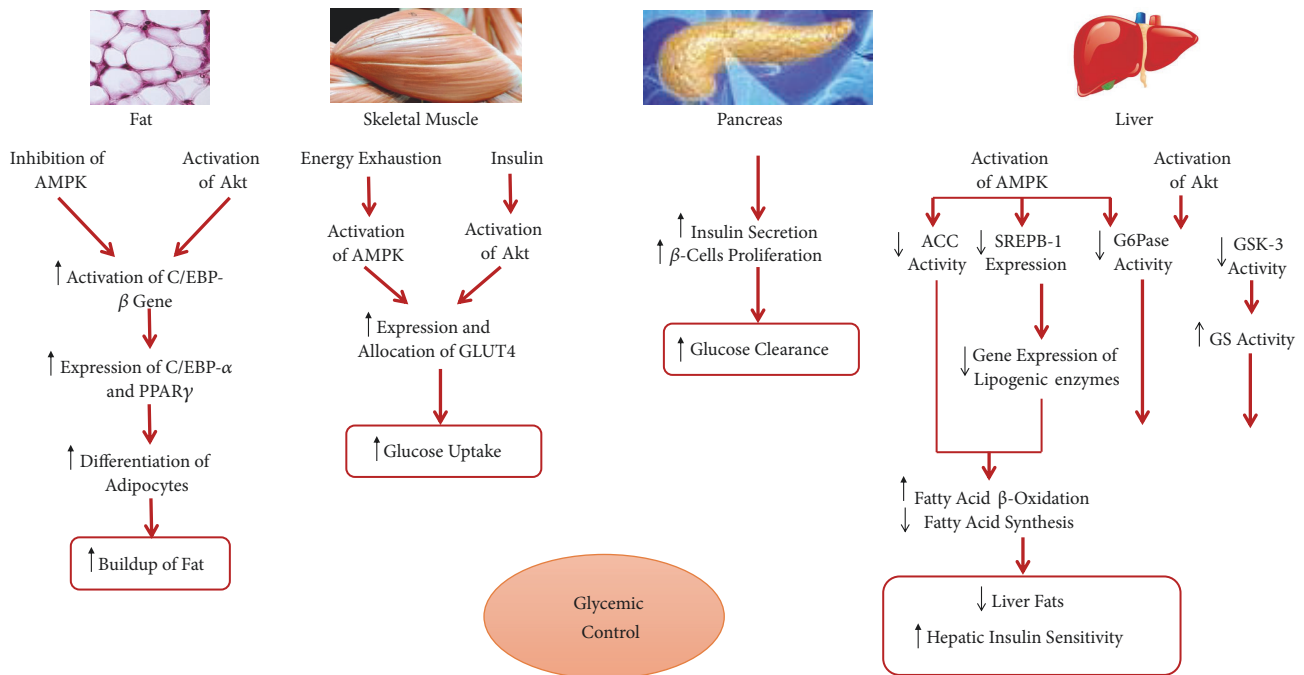 Fat
Inhibition of
AMPK
Activation
of Akt
↑ Activation of C/EBP-
β Gene
↑ Expression of C/EBP-α
and PPARγ
↑ Differentiation of
Adipocytes
↑ Buildup of Fat
Skeletal Muscle
Energy Exhaustion
Insulin
Activation
of AMPK
Activation
of Akt
↑ Expression and
Allocation of GLUT4
↑ Glucose Uptake
Pancreas
↑ Insulin Secretion
↑ β-Cells Proliferation
↑ Glucose Clearance
Glycemic
Control
Liver
Activation
of AMPK
Activation
of Akt
↓ ACC
Activity
↓ SREPB-1
Expression
↓ G6Pase
Activity
↓ GSK-3
Activity
↑ GS Activity
↓ Gene Expression of
Lipogenic enzymes
↑ Fatty Acid β-Oxidation
↓ Fatty Acid Synthesis
↓ Liver Fats
↑ Hepatic Insulin Sensitivity